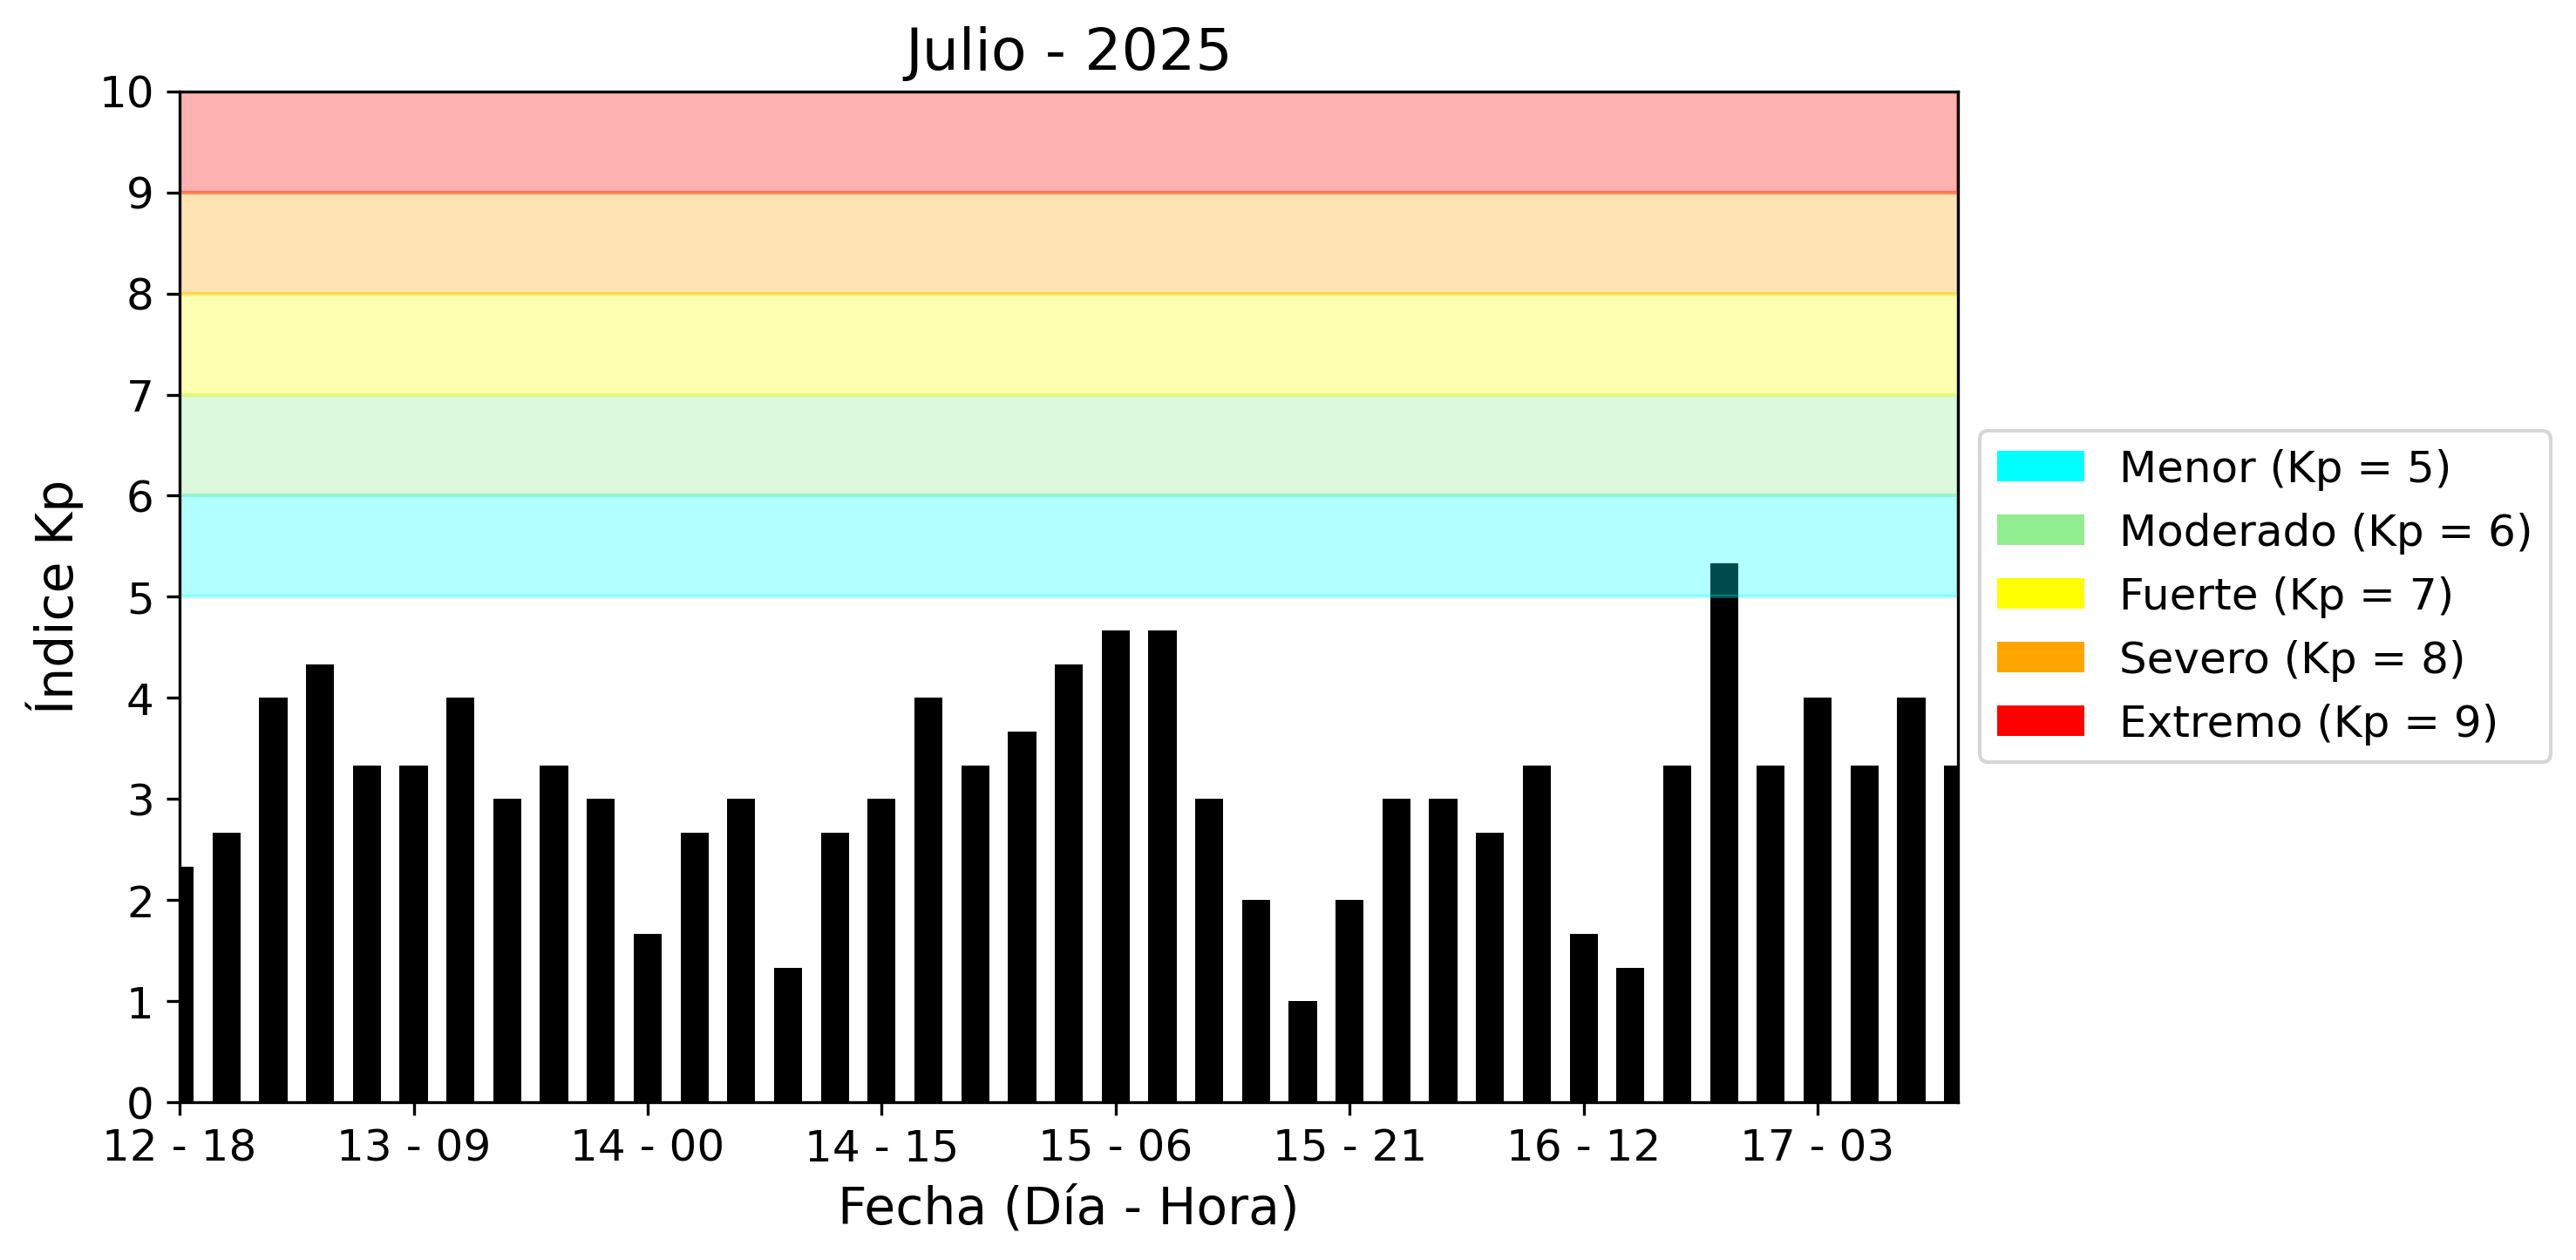 Julio - 2025
10
9
8
7
6
5
4
3
2
1
0
Índice Kp
12 - 18
13 - 09
14 - 00
14 - 15
15 - 06
15 - 21
16 - 12
17 - 03
Fecha (Día - Hora)
Menor (Kp = 5)
Moderado (Kp = 6)
Fuerte (Kp = 7)
Severo (Kp = 8)
Extremo (Kp = 9)